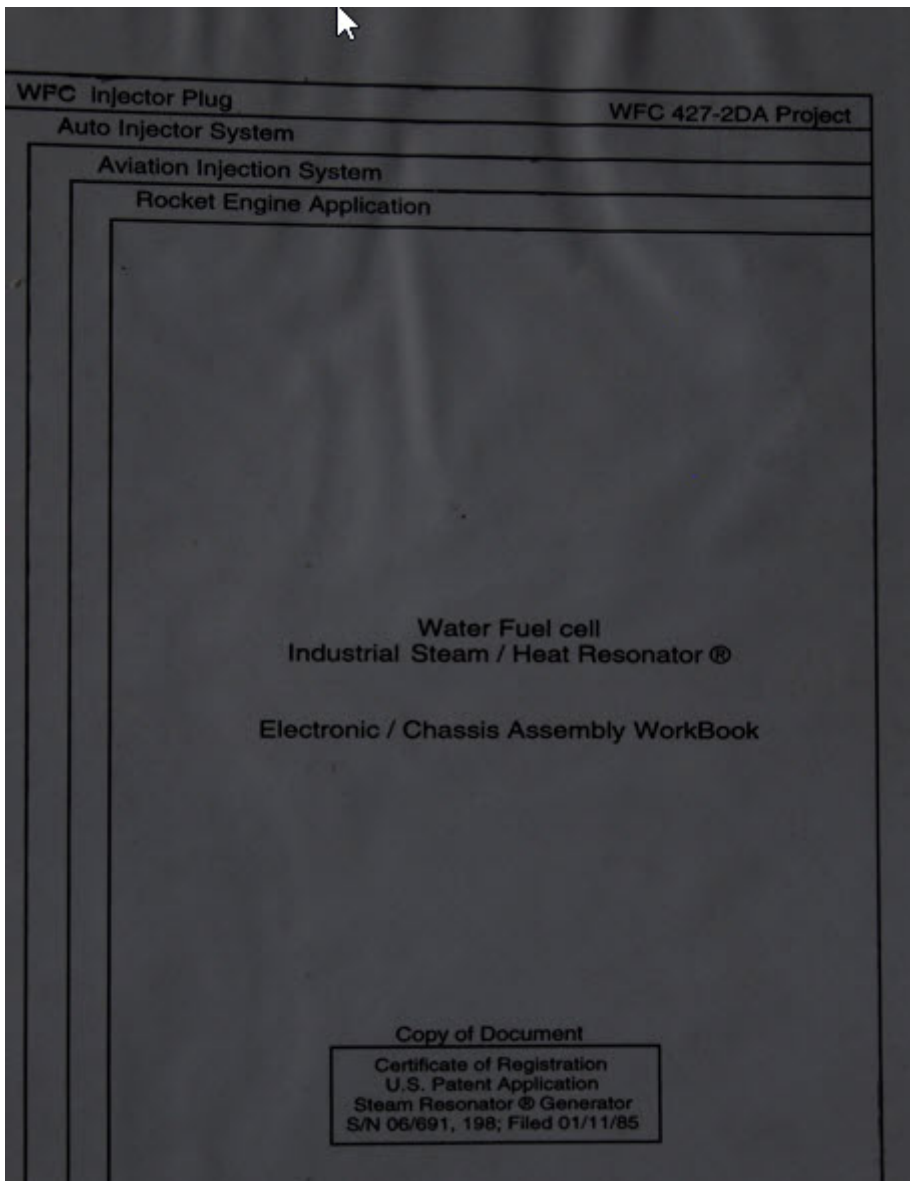 WFC Injector Plug
WFC 427-2DA Project
Auto Injector System
Aviation Injection System
Rocket Engine Application
Water Fuel cell
Industrial Steam / Heat Resonator ®
Electronic / Chassis Assembly WorkBook
Copy of Document
Certificate of Registration
U.S. Patent Application
Steam Resonator ® Generator
S/N 06/691, 198; Filed 01/11/85